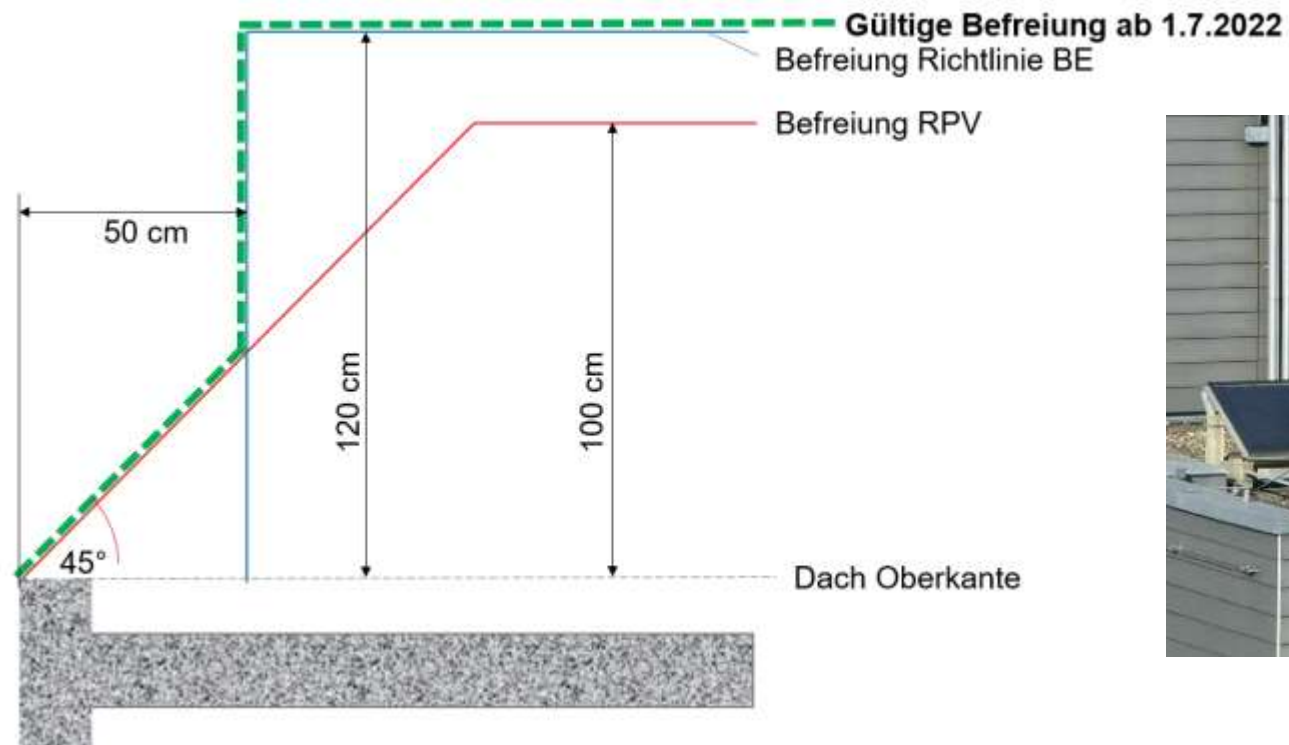 Gültige Befreiung ab 1.7.2022
Befreiung Richtlinie BE
Befreiung RPV
50 cm
120 cm
100 cm
45°
Dach Oberkante